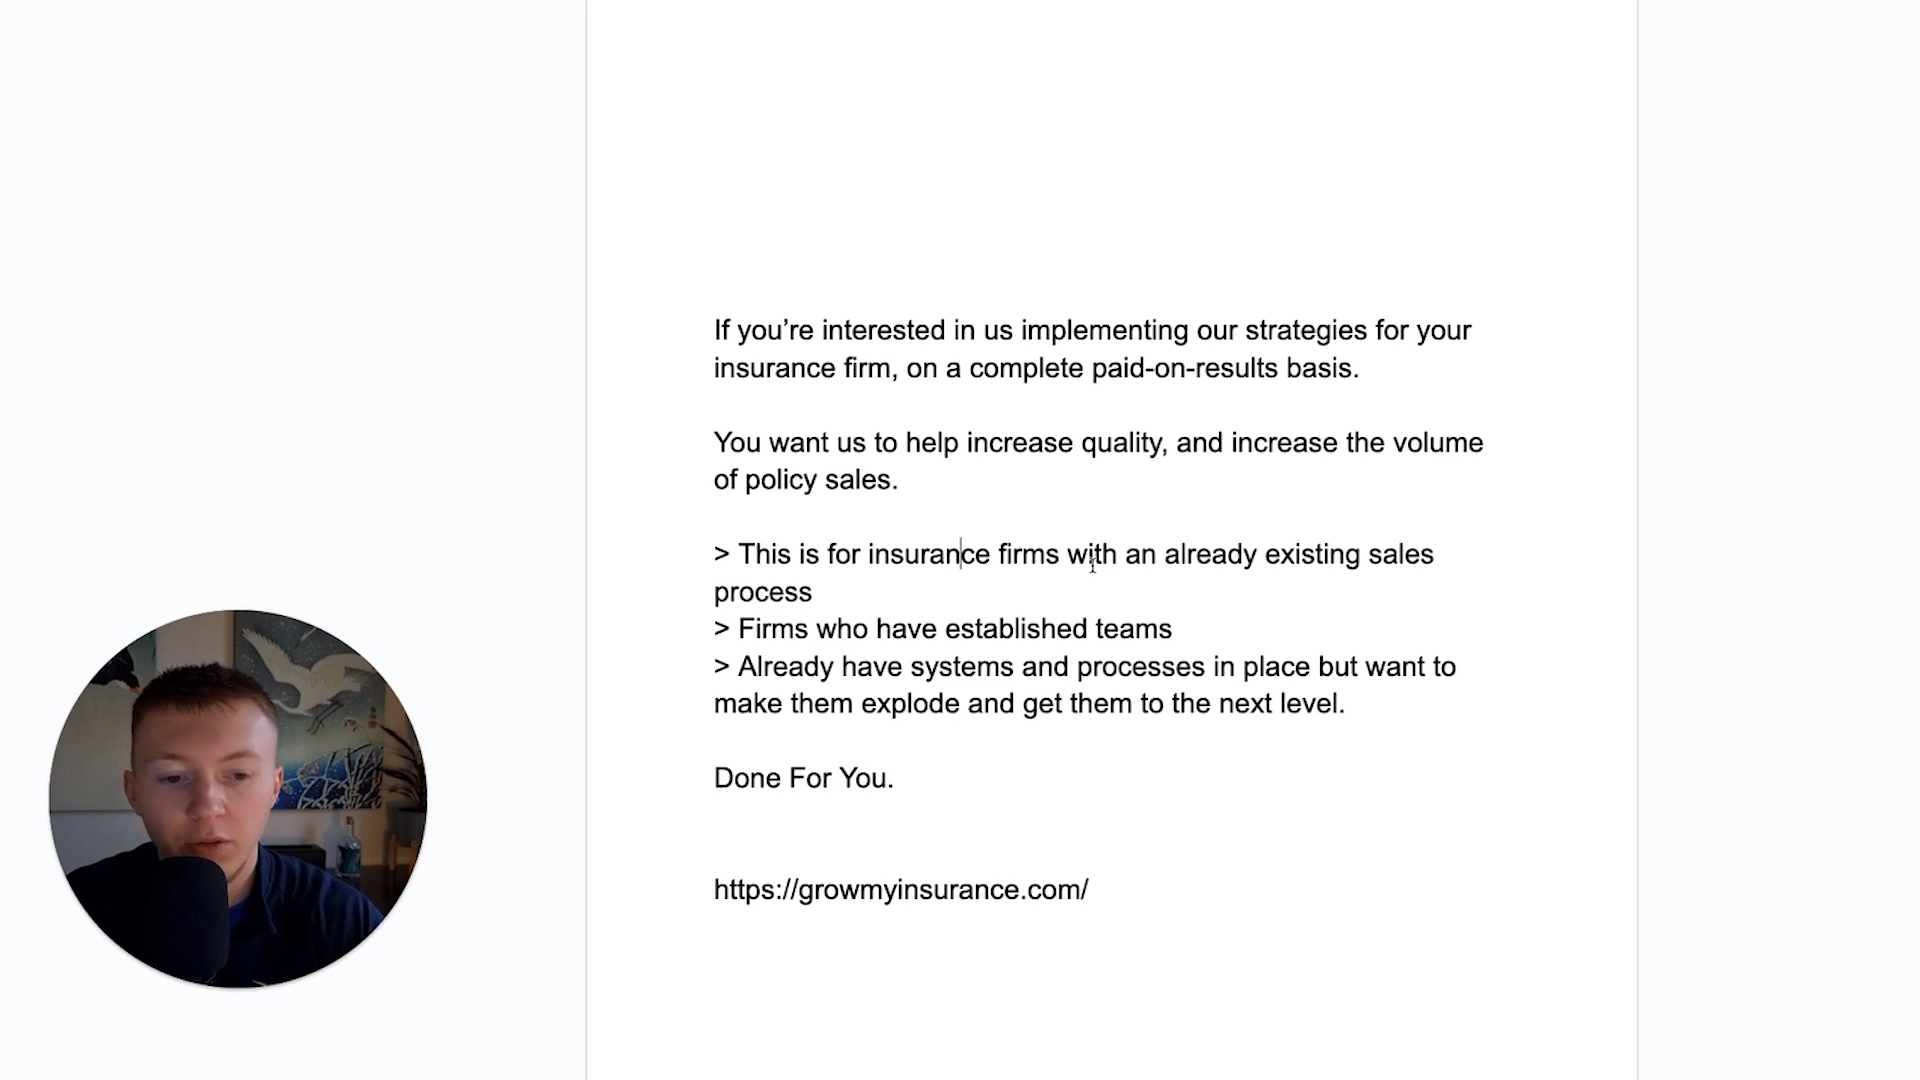 If you’re interested in us implementing our strategies for your
insurance firm, on a complete paid-on-results basis.
You want us to help increase quality, and increase the volume
of policy sales.
> This is for insurance firms with an already existing sales
process
> Firms who have established teams
> Already have systems and processes in place but want to
make them explode and get them to the next level.
Done For You.
https://growmyinsurance.com/